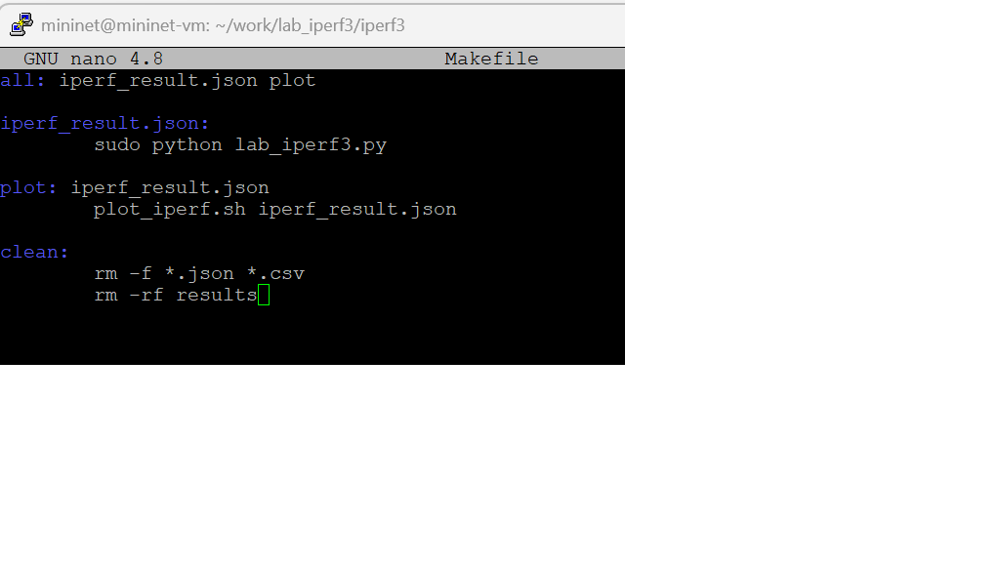 mininet@mininet-vm: ~/work/lab_iperf3/iperf3
GNU nano 4.8 Makefile
all: iperf_result.json plot
iperf_result.json:
sudo python lab_iperf3.py
plot: iperf_result.json
plot_iperf.sh iperf_result.json
clean:
rm -f *.json *.csv
rm -rf results